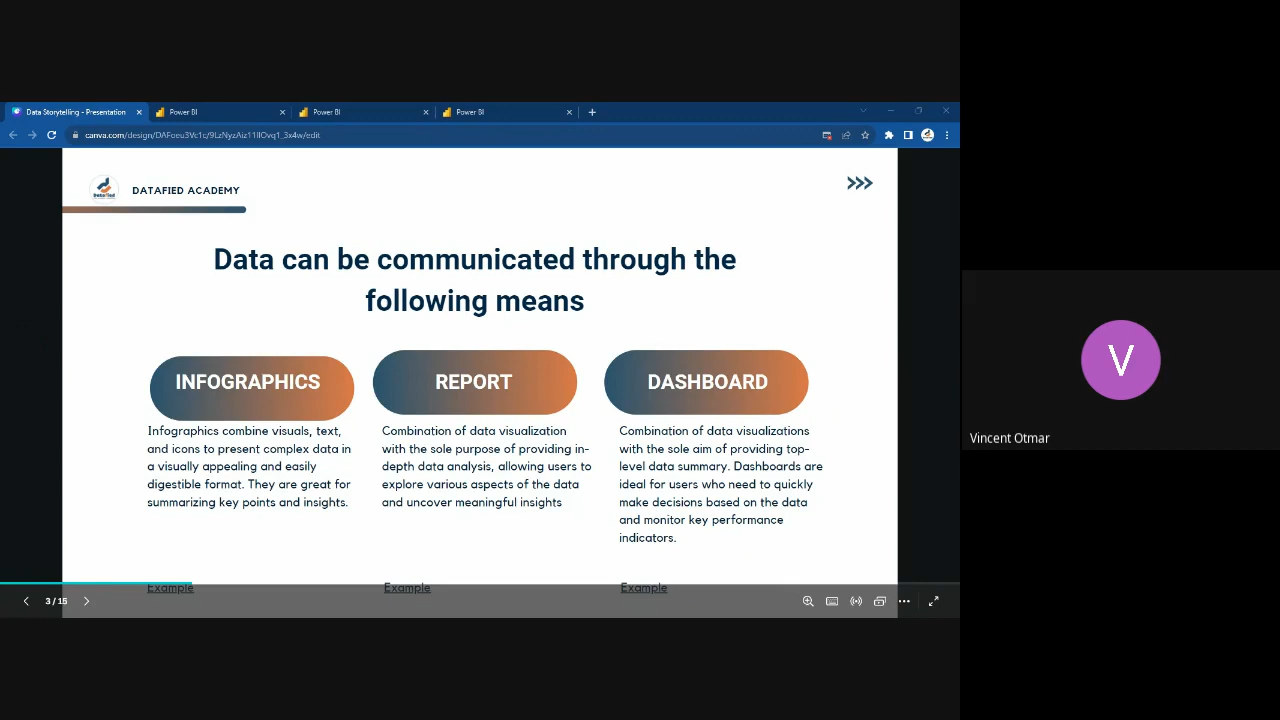 Data Storytelling - Presentation
Power BI
Power BI
Power BI
canva.com/design/DAFoeu3Vc1c/9LzNyzAiz11lIOvq1_3x4w/edit
DATAFIED ACADEMY
Data can be communicated through the
following means
INFOGRAPHICS
Infographics combine visuals, text,
and icons to present complex data in
a visually appealing and easily
digestible format. They are great for
summarizing key points and insights.
Example
REPORT
Combination of data visualization
with the sole purpose of providing in-
depth data analysis, allowing users to
explore various aspects of the data
and uncover meaningful insights
Example
DASHBOARD
Combination of data visualizations
with the sole aim of providing top-
level data summary. Dashboards are
ideal for users who need to quickly
make decisions based on the data
and monitor key performance
indicators.
Example
3 / 15
V
Vincent Otmar